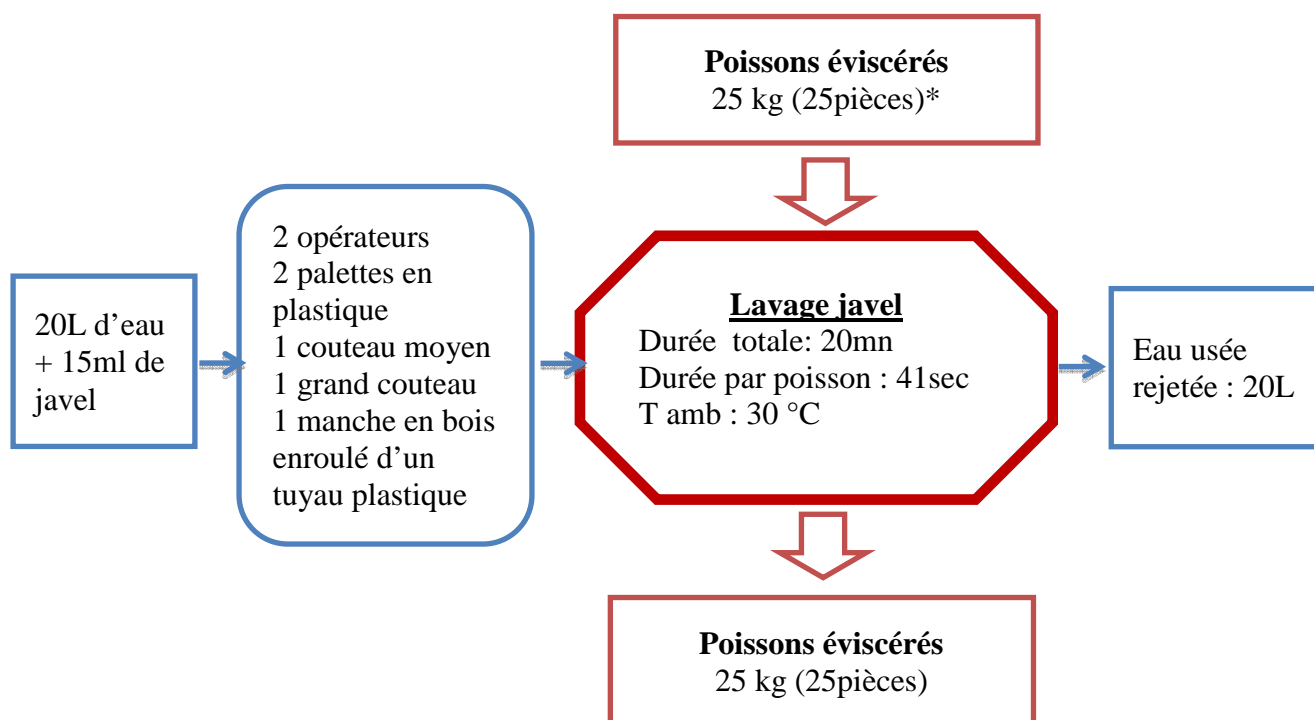 Poissons éviscérés
25 kg (25pièces)*
20L d’eau
+ 15ml de
javel
2 opérateurs
2 palettes en
plastique
1 couteau moyen
1 grand couteau
1 manche en bois
enroulé d’un
tuyau plastique
Lavage javel
Durée  totale: 20mn
Durée par poisson : 41sec
T amb : 30 °C
Eau usée
rejetée : 20L
Poissons éviscérés
25 kg (25pièces)